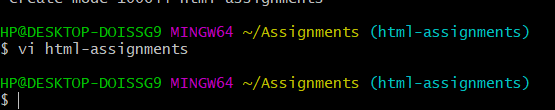 HP@DESKTOP-DOISSG9 MINGW64 ~/Assignments (html-assignments)
$ vi html-assignments
HP@DESKTOP-DOISSG9 MINGW64 ~/Assignments (html-assignments)
$